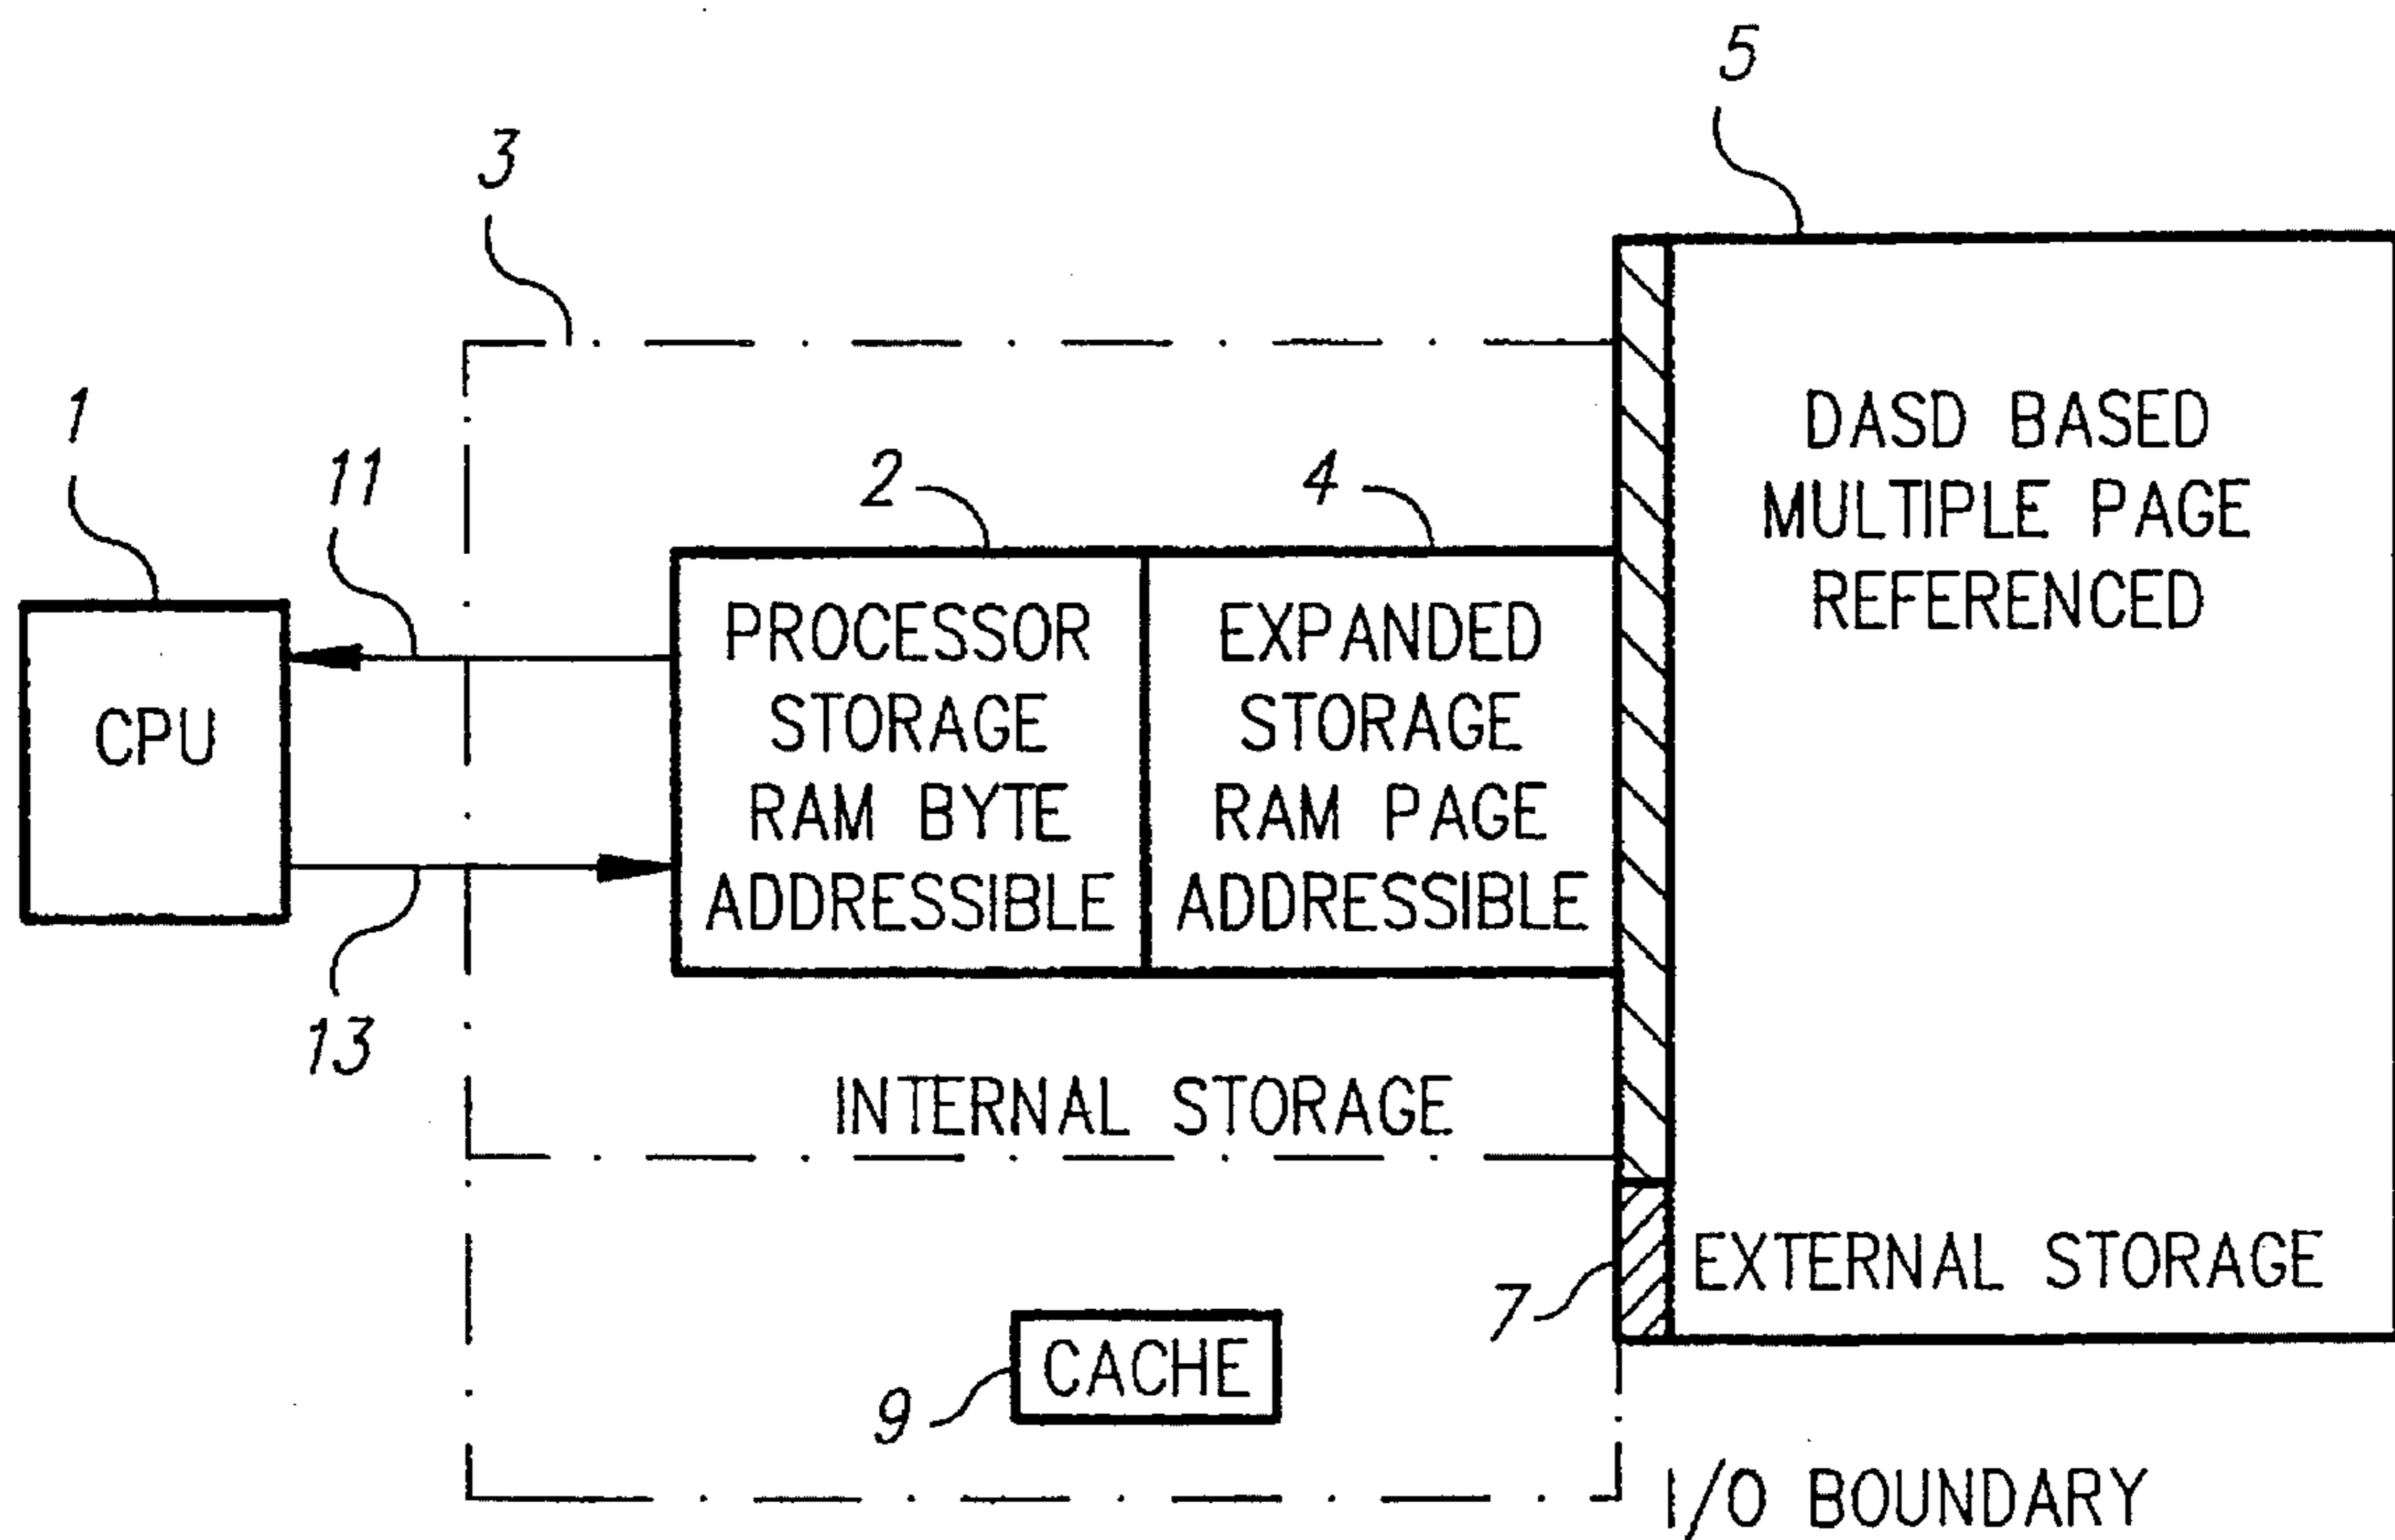 5
3
1
11
2
4
DASD BASED
MULTIPLE PAGE
REFERENCED
CPU
PROCESSOR
STORAGE
RAM BYTE
ADDRESSIBLE
EXPANDED
STORAGE
RAM PAGE
ADDRESSIBLE
13
INTERNAL STORAGE
EXTERNAL STORAGE
7
CACHE
9
I/O BOUNDARY